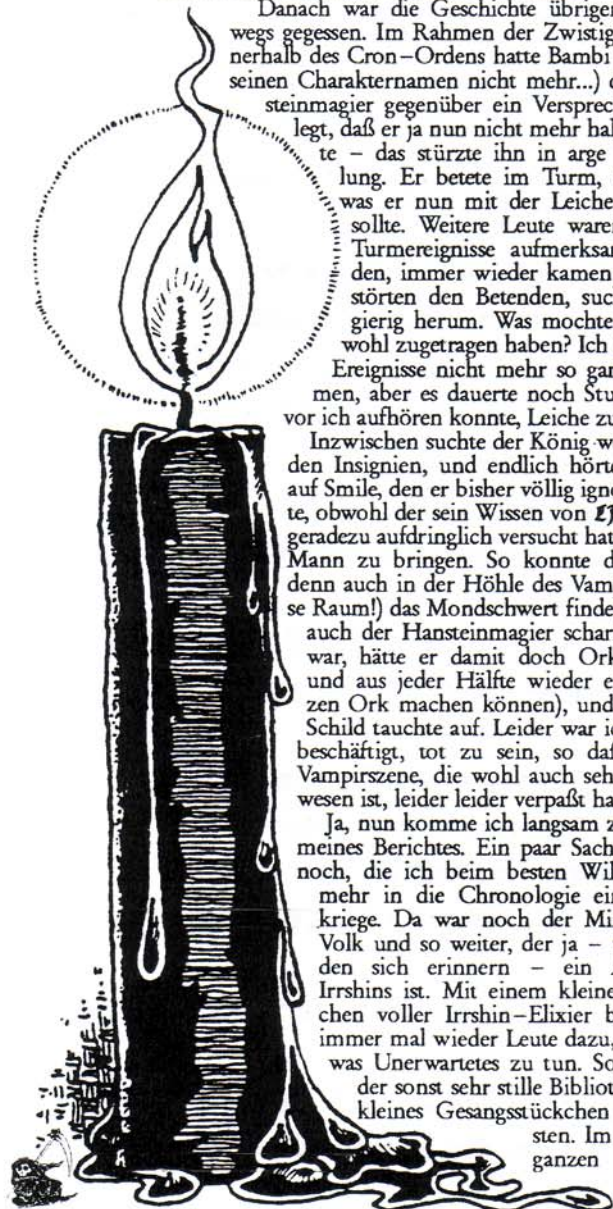 Danach war die Geschichte übriger
wegs gegessen. Im Rahmen der Zwistig
nerhalb des Cron-Ordens hatte Bambi
seinen Charakternamen nicht mehr...)
steinmagier gegenüber ein Versprec
legt, daß er ja nun nicht mehr hal
te – das stürzte ihn in arge
lung. Er betete im Turm,
was er nun mit der Leiche
sollte. Weitere Leute ware
Turmereignisse aufmerksar
den, immer wieder kamen
störten den Betenden, suc
gierig herum. Was mochte
wohl zugetragen haben? Ich
Ereignisse nicht mehr so gar
men, aber es dauerte noch Stu
vor ich aufhören konnte, Leiche zu
Inzwischen suchte der König w
den Insignien, und endlich hört
auf Smile, den er bisher völlig igno
te, obwohl der sein Wissen von
geradezu aufdringlich versucht hat
Mann zu bringen. So konnte d
denn auch in der Höhle des Vam
se Raum!) das Mondschwert finde
auch der Hansteinmagier schar
war, hätte er damit doch Ork
und aus jeder Hälfte wieder e
zen Ork machen können), und
Schild tauchte auf. Leider war ic
beschäftigt, tot zu sein, so daß
Vampirszene, die wohl auch seh
wesen ist, leider leider verpaßt ha
Ja, nun komme ich langsam z
meines Berichtes. Ein paar Sach
noch, die ich beim besten Wil
mehr in die Chronologie ein
kriege. Da war noch der Mi
Volk und so weiter, der ja –
den sich erinnern – ein
Irrshins ist. Mit einem kleine
chen voller Irrshin-Elixier b
immer mal wieder Leute dazu,
was Unerwartetes zu tun. So
der sonst sehr stille Bibliot
kleines Gesangsstückchen
sten. Im
ganzen